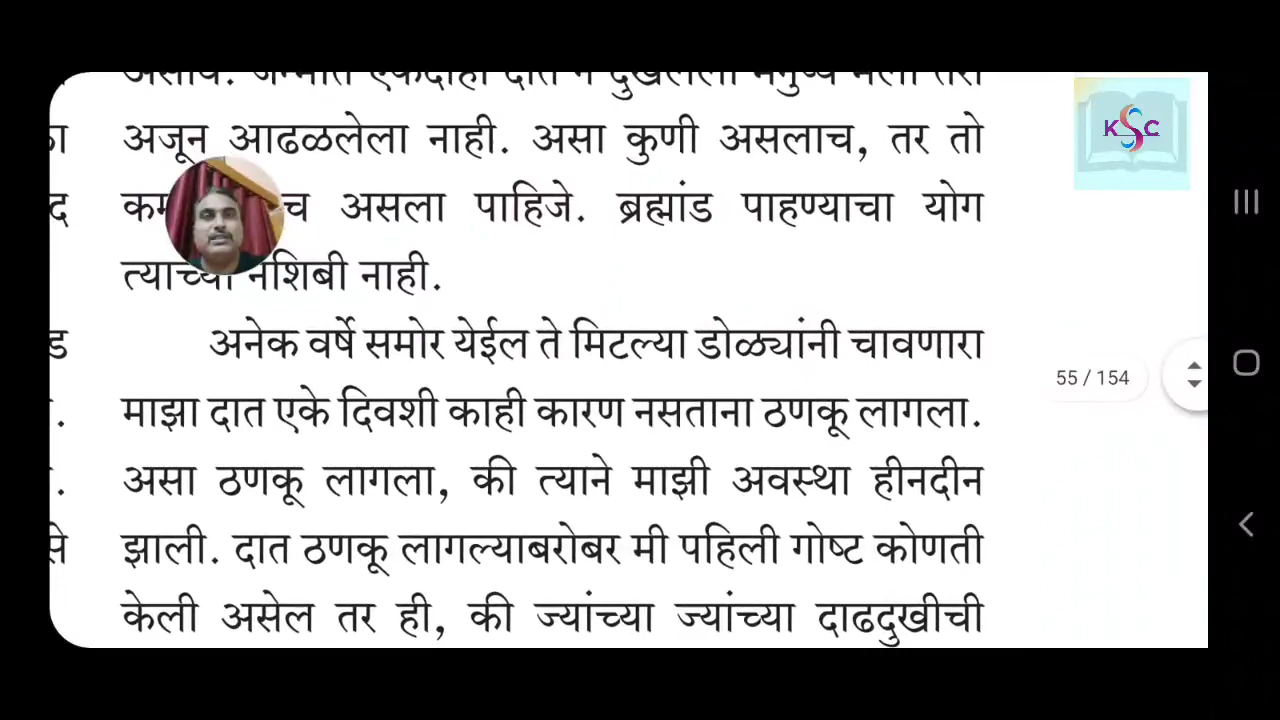 अजून आढळलेला नाही. असा कुणी असलाच, तर तो
च असला पाहिजे. ब्रह्मांड पाहण्याचा योग
त्याच्या नशिबी नाही.
अनेक वर्षे समोर येईल ते मिटल्या डोळ्यांनी चावणारा
माझा दात एके दिवशी काही कारण नसताना ठणकू लागला.
असा ठणकू लागला, की त्याने माझी अवस्था हीनदीन
झाली. दात ठणकू लागल्याबरोबर मी पहिली गोष्ट कोणती
केली असेल तर ही, की ज्यांच्या ज्यांच्या दाढदुखीची
KSC
55 / 154